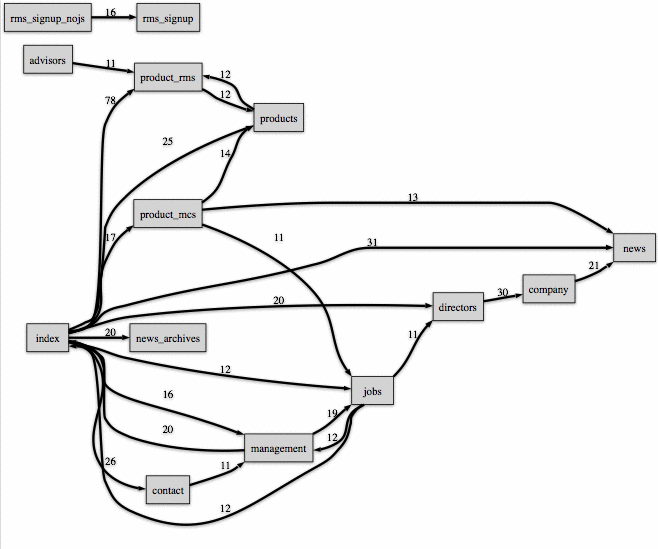 rms_signup_nojs
16
rms_signup
advisors
11
product_rms
12
12
78
products
25
14
product_mcs
13
17
11
31
news
21
company
30
20
directors
index
20
news_archives
11
12
jobs
16
19
20
12
management
26
11
contact
12